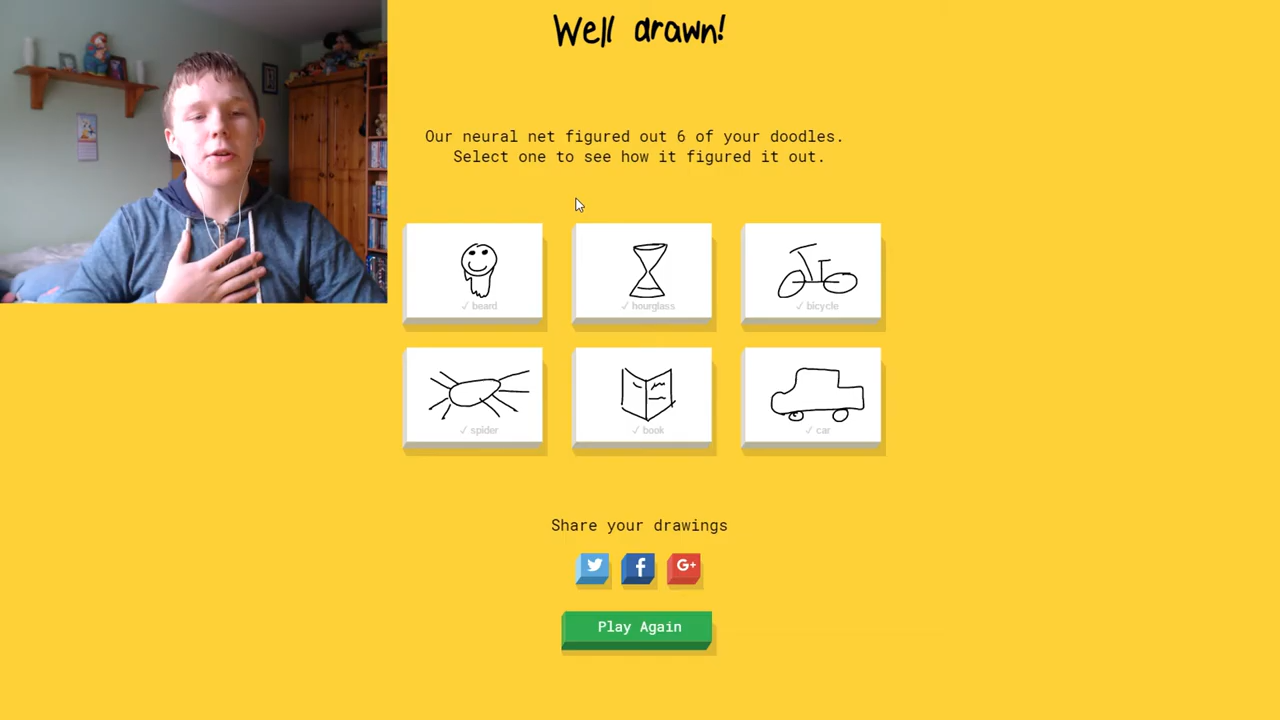 Well drawn!
Our neural net figured out 6 of your doodles.
Select one to see how it figured it out.
✓ beard
✓ hourglass
✓ bicycle
✓ spider
✓ book
✓ car
Share your drawings
G+
Play Again